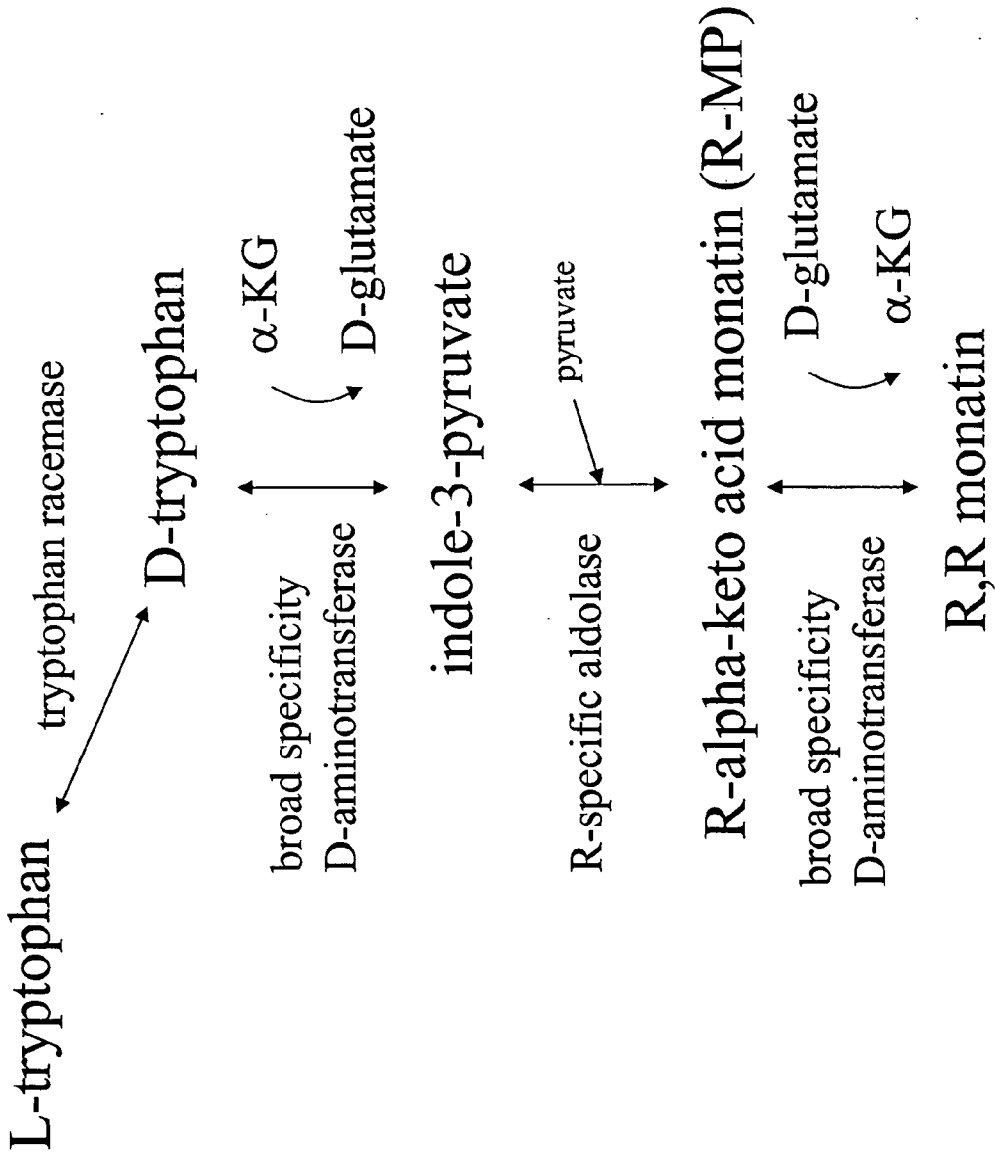 L-tryptophan
tryptophan racemase
D-tryptophan
broad specificity
D-aminotransferase
α-KG
D-glutamate
indole-3-pyruvate
R-specific aldolase
pyruvate
R-alpha-keto acid monatin (R-MP)
broad specificity
D-aminotransferase
D-glutamate
α-KG
R,R monatin